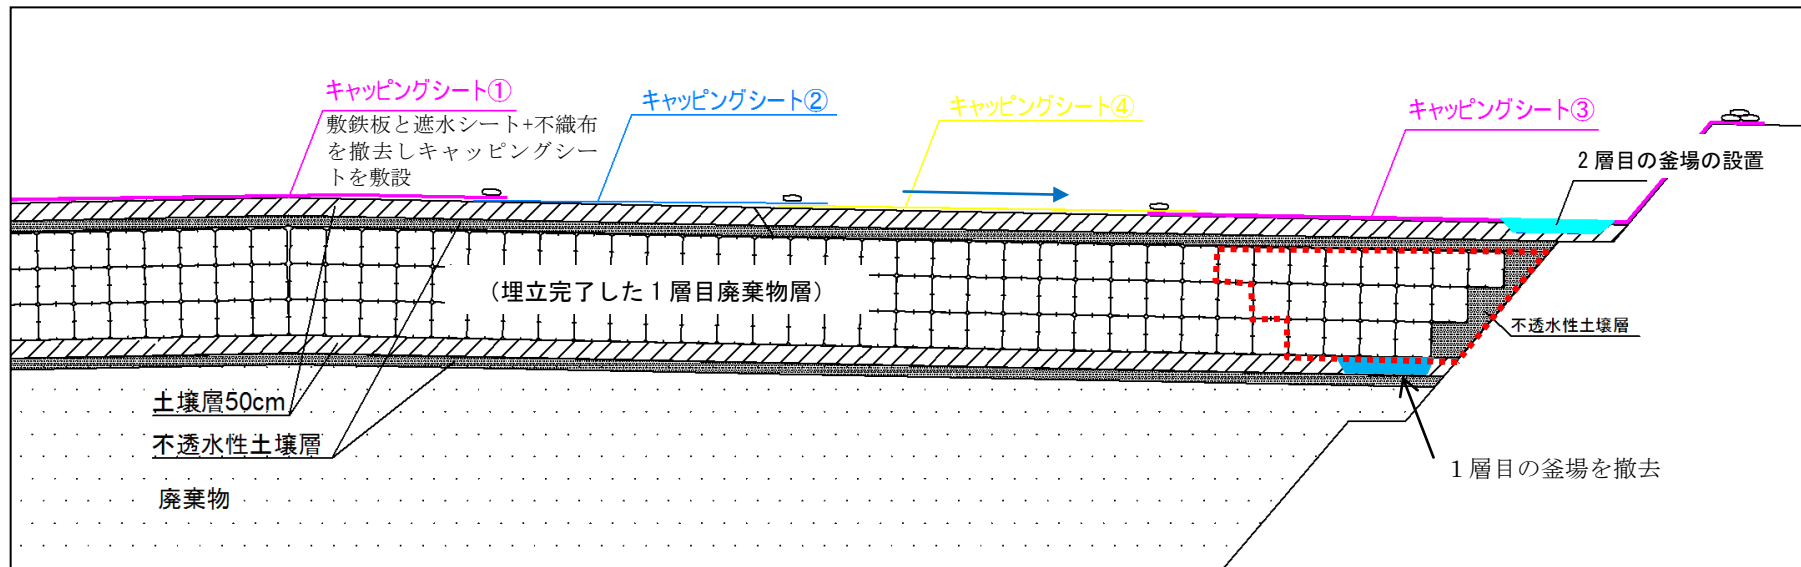 キャッピングシート①
敷鉄板と遮水シート+不織布
を撤去しキャッピングシー
トを敷設
キャッピングシート②
キャッピングシート④
キャッピングシート③
2層目の釜場の設置
（埋立完了した1層目廃棄物層）
不透水性土壌層
土壌層50cm
不透水性土壌層
廃棄物
1層目の釜場を撤去